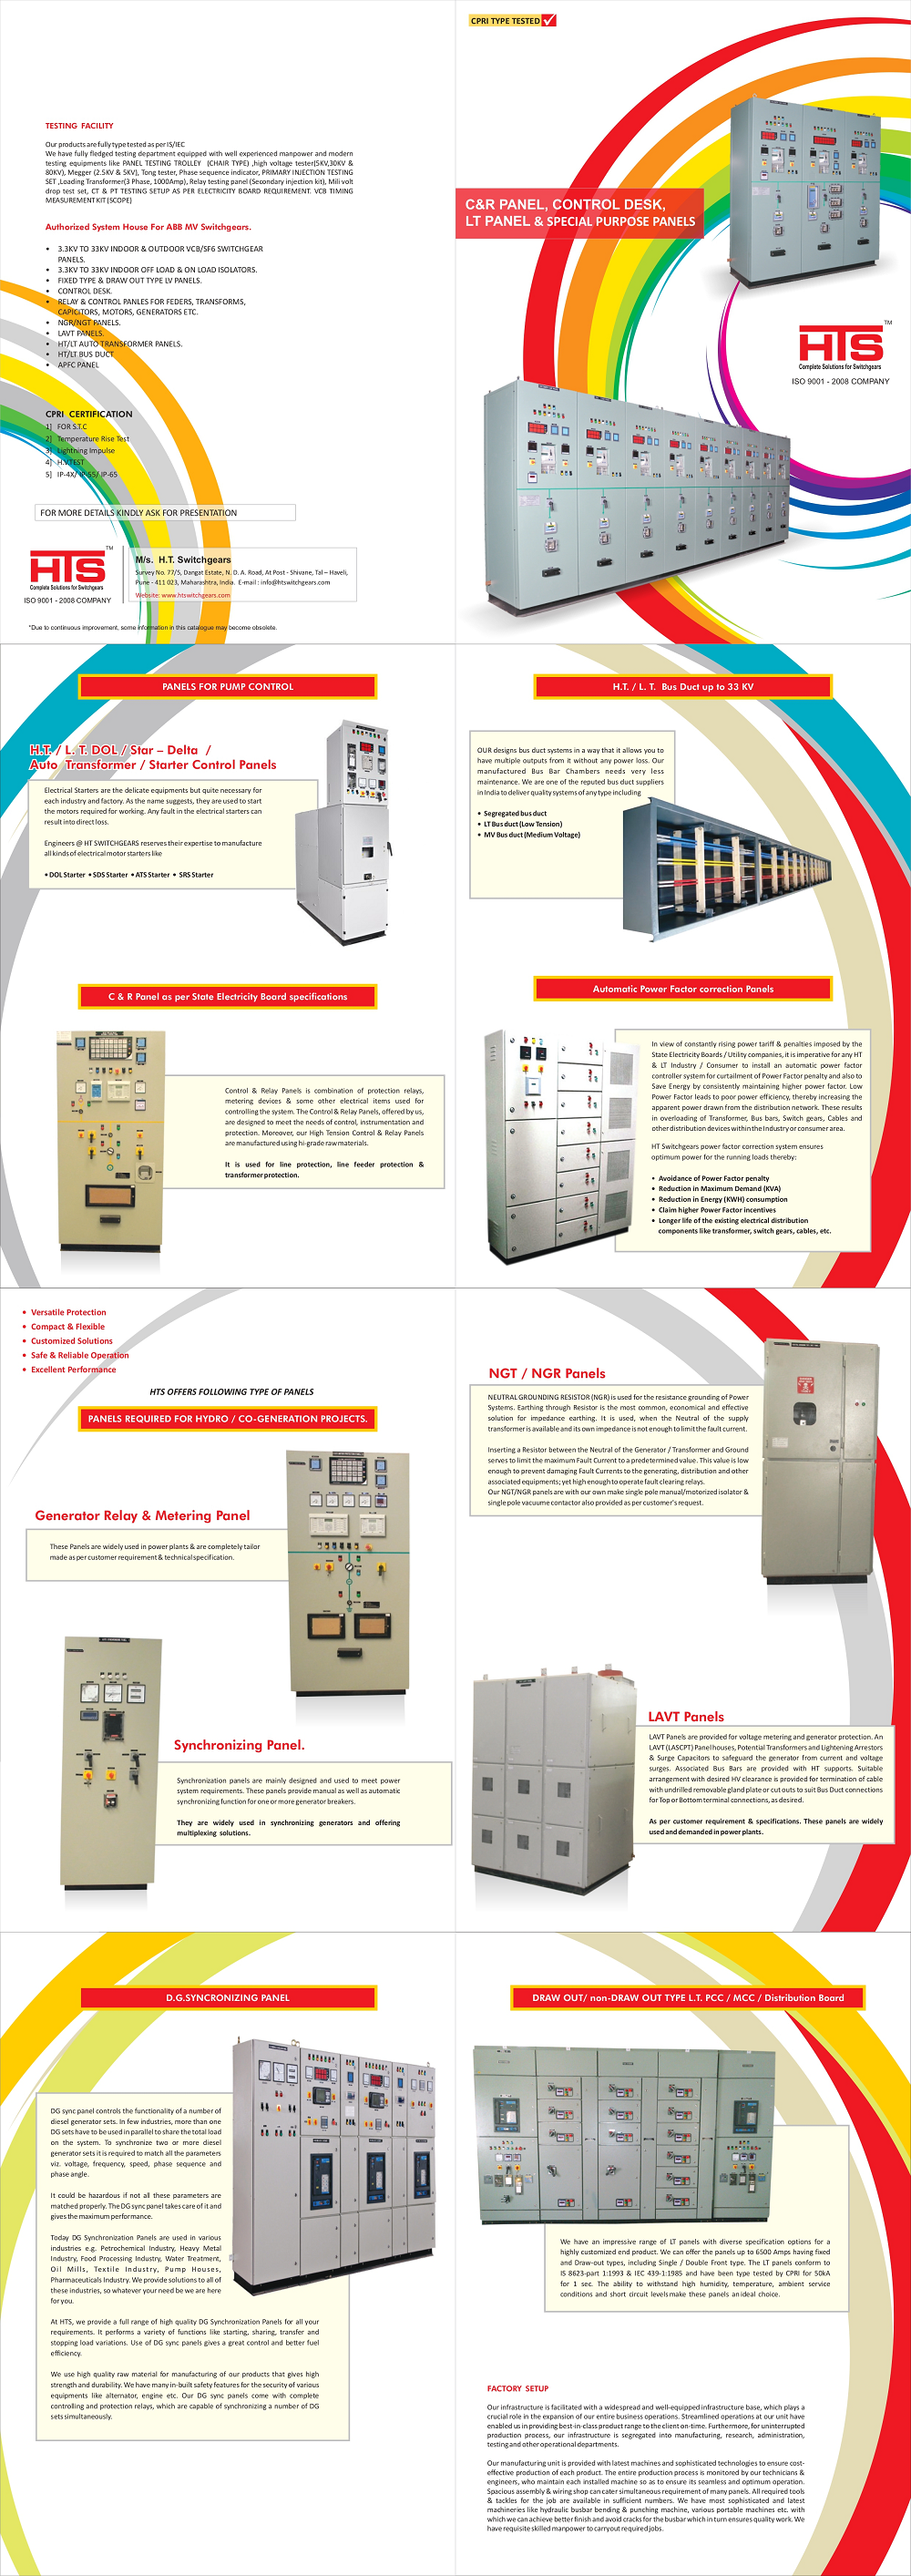 TESTING FACILITY
Our products are fully type tested as per IS/IEC
We have fully fledged testing department equipped with well experienced manpower and modern
testing equipments like PANEL TESTING TROLLEY (CHAIR TYPE) ,high voltage tester(5KV,30KV &
80KV), Megger (2.5KV & 5KV), Tong tester, Phase sequence indicator, PRIMARY INJECTION TESTING
SET ,Loading Transformer(3 Phase, 1000Amp), Relay testing panel (Secondary injection kit), Mili volt
drop test set, CT & PT TESTING SETUP AS PER ELECTRICITY BOARD REQUIREMENT. VCB TIMING
MEASUREMENT KIT (SCOPE)
Authorized System House For ABB MV Switchgears.
• 3.3KV TO 33KV INDOOR & OUTDOOR VCB/SF6 SWITCHGEAR
PANELS.
• 3.3KV TO 33KV INDOOR OFF LOAD & ON LOAD ISOLATORS.
• FIXED TYPE & DRAW OUT TYPE LV PANELS.
• CONTROL DESK.
• RELAY & CONTROL PANLES FOR FEDERS, TRANSFORMS,
CAPICITORS, MOTORS, GENERATORS ETC.
• NGR/NGT PANELS.
• LAVT PANELS.
• HT/LT AUTO TRANSFORMER PANELS.
• HT/LT BUS DUCT
• APFC PANEL
CPRI CERTIFICATION
1] FOR S.T.C
2] Temperature Rise Test
3] Lightning Impulse
4] H.V.TEST
5] IP-4X/ IP-55/ IP-65
FOR MORE DETAILS KINDLY ASK FOR PRESENTATION
HTS TM
Complete Solutions for Switchgears
ISO 9001 - 2008 COMPANY
M/s. H.T. Switchgears
Survey No. 77/5, Dangat Estate, N. D. A. Road, At Post - Shivane, Tal – Haveli,
Pune - 411 023, Maharashtra, India. E-mail : info@htswitchgears.com
Website: www.htswitchgears.com
*Due to continuous improvement, some information in this catalogue may become obsolete.
CPRI TYPE TESTED
C&R PANEL, CONTROL DESK,
LT PANEL & SPECIAL PURPOSE PANELS
HTS TM
Complete Solutions for Switchgears
ISO 9001 - 2008 COMPANY
PANELS FOR PUMP CONTROL
H.T. / L. T. DOL / Star – Delta /
Auto Transformer / Starter Control Panels
Electrical Starters are the delicate equipments but quite necessary for
each industry and factory. As the name suggests, they are used to start
the motors required for working. Any fault in the electrical starters can
result into direct loss.
Engineers @ HT SWITCHGEARS reserves their expertise to manufacture
all kinds of electrical motor starters like
• DOL Starter • SDS Starter • ATS Starter • SRS Starter
C & R Panel as per State Electricity Board specifications
Control & Relay Panels is combination of protection relays,
metering devices & some other electrical items used for
controlling the system. The Control & Relay Panels, offered by us,
are designed to meet the needs of control, instrumentation and
protection. Moreover, our High Tension Control & Relay Panels
are manufactured using hi-grade raw materials.
It is used for line protection, line feeder protection &
transformer protection.
H.T. / L. T. Bus Duct up to 33 KV
OUR designs bus duct systems in a way that it allows you to
have multiple outputs from it without any power loss. Our
manufactured Bus Bar Chambers needs very less
maintenance. We are one of the reputed bus duct suppliers
in India to deliver quality systems of any type including
• Segregated bus duct
• LT Bus duct (Low Tension)
• MV Bus duct (Medium Voltage)
Automatic Power Factor correction Panels
In view of constantly rising power tariff & penalties imposed by the
State Electricity Boards / Utility companies, it is imperative for any HT
& LT Industry / Consumer to install an automatic power factor
controller system for curtailment of Power Factor penalty and also to
Save Energy by consistently maintaining higher power factor. Low
Power Factor leads to poor power efficiency, thereby increasing the
apparent power drawn from the distribution network. These results
in overloading of Transformer, Bus bars, Switch gears, Cables and
other distribution devices within the Industry or consumer area.
HT Switchgears power factor correction system ensures
optimum power for the running loads thereby:
• Avoidance of Power Factor penalty
• Reduction in Maximum Demand (KVA)
• Reduction in Energy (KWH) consumption
• Claim higher Power Factor incentives
• Longer life of the existing electrical distribution
components like transformer, switch gears, cables, etc.
• Versatile Protection
• Compact & Flexible
• Customized Solutions
• Safe & Reliable Operation
• Excellent Performance
HTS OFFERS FOLLOWING TYPE OF PANELS
PANELS REQUIRED FOR HYDRO / CO-GENERATION PROJECTS.
Generator Relay & Metering Panel
These Panels are widely used in power plants & are completely tailor
made as per customer requirement & technical specification.
Synchronizing Panel.
Synchronization panels are mainly designed and used to meet power
system requirements. These panels provide manual as well as automatic
synchronizing function for one or more generator breakers.
They are widely used in synchronizing generators and offering
multiplexing solutions.
NGT / NGR Panels
NEUTRAL GROUNDING RESISTOR (NGR) is used for the resistance grounding of Power
Systems. Earthing through Resistor is the most common, economical and effective
solution for impedance earthing. It is used, when the Neutral of the supply
transformer is available and its own impedance is not enough to limit the fault current.
Inserting a Resistor between the Neutral of the Generator / Transformer and Ground
serves to limit the maximum Fault Current to a predetermined value. This value is low
enough to prevent damaging Fault Currents to the generating, distribution and other
associated equipments; yet high enough to operate fault clearing relays.
Our NGT/NGR panels are with our own make single pole manual/motorized isolator &
single pole vacuume contactor also provided as per customer's request.
LAVT Panels
LAVT Panels are provided for voltage metering and generator protection. An
LAVT (LASCPT) Panel houses, Potential Transformers and Lightening Arrestors
& Surge Capacitors to safeguard the generator from current and voltage
surges. Associated Bus Bars are provided with HT supports. Suitable
arrangement with desired HV clearance is provided for termination of cable
with undrilled removable gland plate or cut outs to suit Bus Duct connections
for Top or Bottom terminal connections, as desired.
As per customer requirement & specifications. These panels are widely
used and demanded in power plants.
D.G.SYNCRONIZING PANEL
DG sync panel controls the functionality of a number of
diesel generator sets. In few industries, more than one
DG sets have to be used in parallel to share the total load
on the system. To synchronize two or more diesel
generator sets it is required to match all the parameters
viz. voltage, frequency, speed, phase sequence and
phase angle.
It could be hazardous if not all these parameters are
matched properly. The DG sync panel takes care of it and
gives the maximum performance.
Today DG Synchronization Panels are used in various
industries e.g. Petrochemical Industry, Heavy Metal
Industry, Food Processing Industry, Water Treatment,
Oil Mills, Textile Industry, Pump Houses,
Pharmaceuticals Industry. We provide solutions to all of
these industries, so whatever your need be we are here
for you.
At HTS, we provide a full range of high quality DG Synchronization Panels for all your
requirements. It performs a variety of functions like starting, sharing, transfer and
stopping load variations. Use of DG sync panels gives a great control and better fuel
efficiency.
We use high quality raw material for manufacturing of our products that gives high
strength and durability. We have many in-built safety features for the security of various
equipments like alternator, engine etc. Our DG sync panels come with complete
controlling and protection relays, which are capable of synchronizing a number of DG
sets simultaneously.
DRAW OUT/ non-DRAW OUT TYPE L.T. PCC / MCC / Distribution Board
We have an impressive range of LT panels with diverse specification options for a
highly customized end product. We can offer the panels up to 6500 Amps having fixed
and Draw-out types, including Single / Double Front type. The LT panels conform to
IS 8623-part 1:1993 & IEC 439-1:1985 and have been type tested by CPRI for 50kA
for 1 sec. The ability to withstand high humidity, temperature, ambient service
conditions and short circuit levels make these panels an ideal choice.
FACTORY SETUP
Our infrastructure is facilitated with a widespread and well-equipped infrastructure base, which plays a
crucial role in the expansion of our entire business operations. Streamlined operations at our unit have
enabled us in providing best-in-class product range to the client on-time. Furthermore, for uninterrupted
production process, our infrastructure is segregated into manufacturing, research, administration,
testing and other operational departments.
Our manufacturing unit is provided with latest machines and sophisticated technologies to ensure cost-
effective production of each product. The entire production process is monitored by our technicians &
engineers, who maintain each installed machine so as to ensure its seamless and optimum operation.
Spacious assembly & wiring shop can cater simultaneous requirement of many panels. All required tools
& tackles for the job are available in sufficient numbers. We have most sophisticated and latest
machineries like hydraulic busbar bending & punching machine, various portable machines etc. with
which we can achieve better finish and avoid cracks for the busbar which in turn ensures quality work. We
have requisite skilled manpower to carryout required jobs.